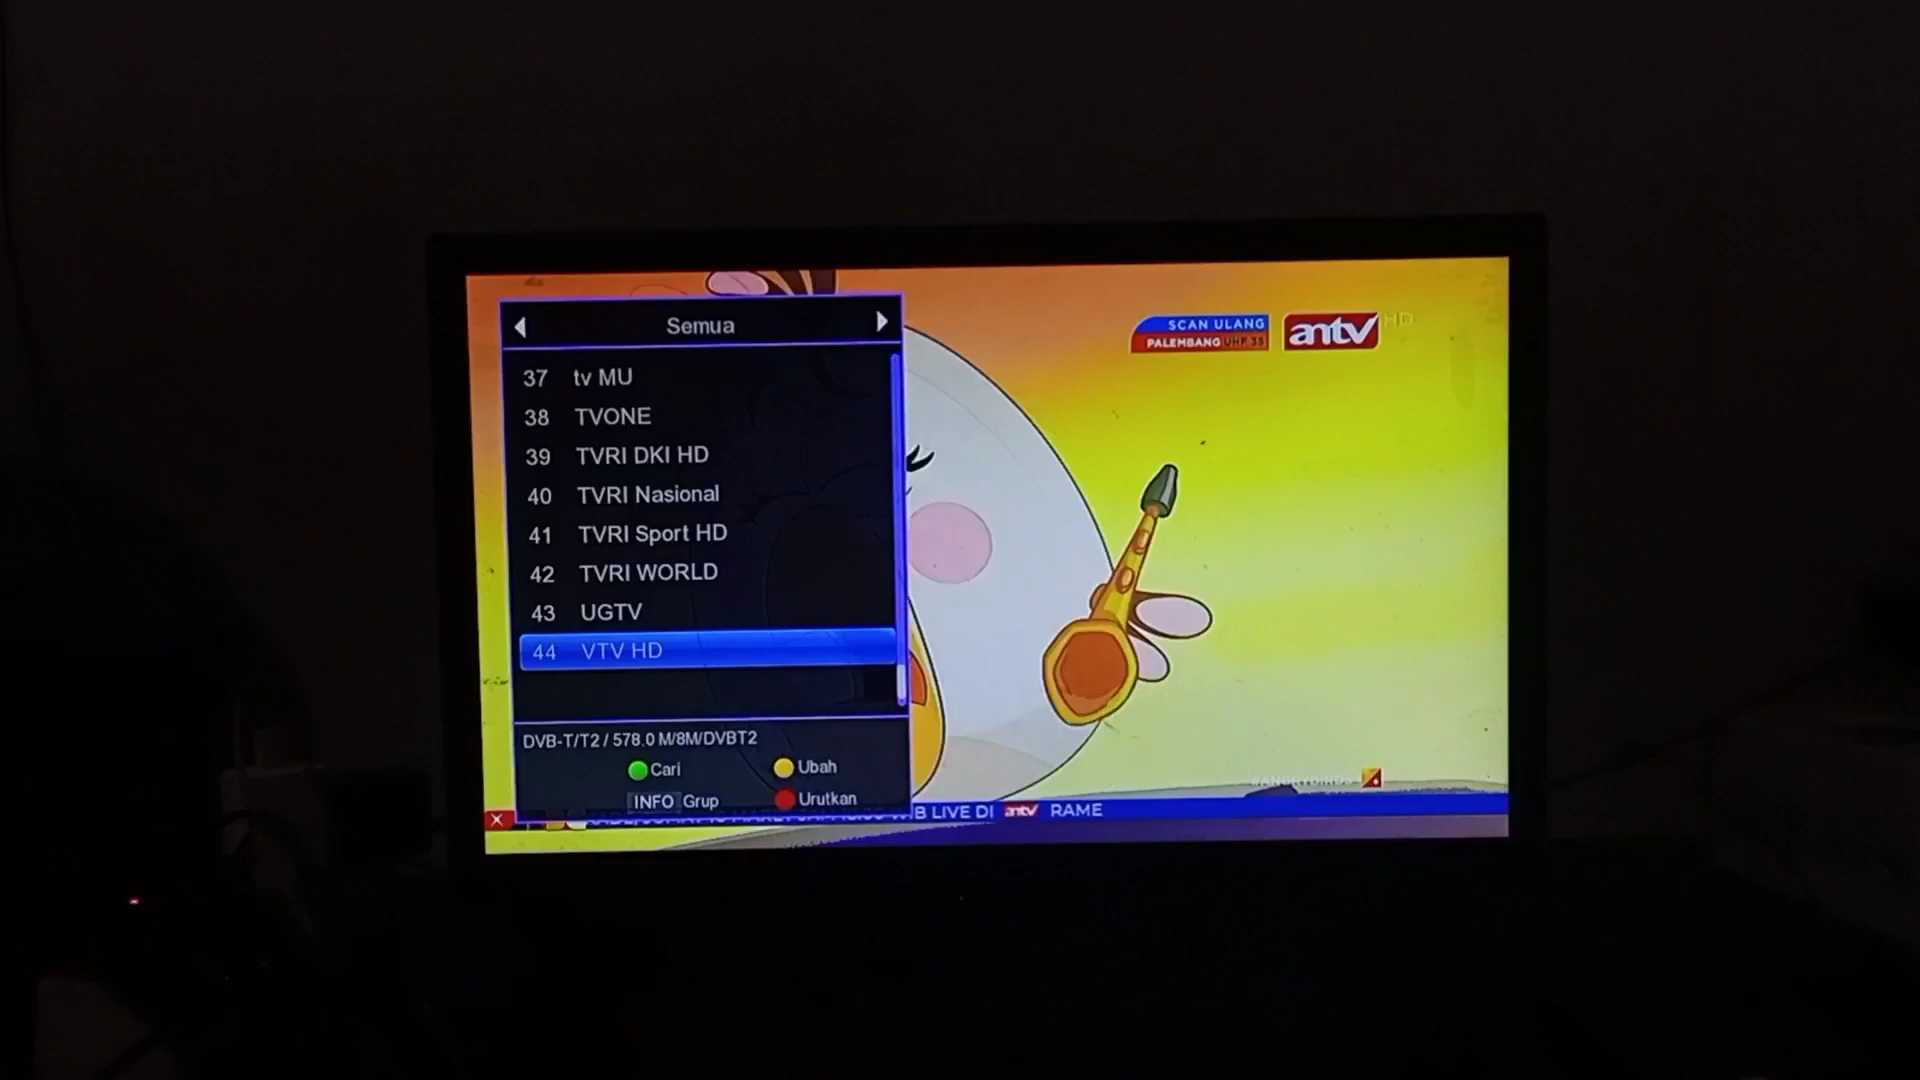 Semua
37 tv MU
38 TVONE
39 TVRI DKI HD
40 TVRI Nasional
41 TVRI Sport HD
42 TVRI WORLD
43 UGTV
44 VTV HD
DVB-T/T2 / 578.0 M/8M/DVBT2
Cari
Ubah
INFO Grup
Urutkan
SCAN ULANG
PALEMBANG UHF 35
antv HD
#ANGRYBIRDS
LIVE DI antv RAME